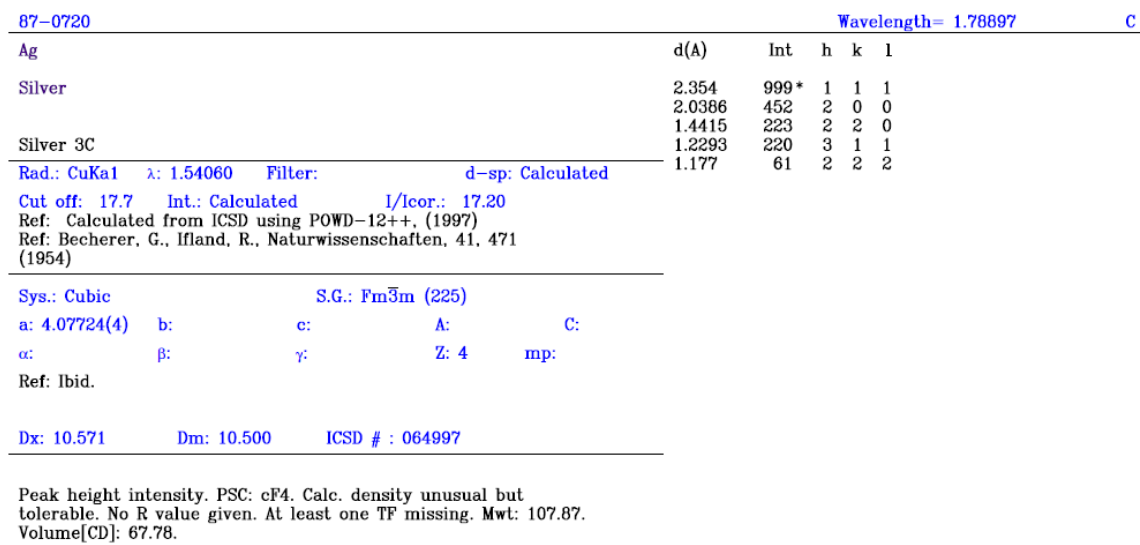 87-0720 Wavelength= 1.78897 C
Ag
Silver
Silver 3C
d(A) Int h k l
2.354 999* 1 1 1
2.0386 452 2 0 0
1.4415 223 2 2 0
1.2293 220 3 1 1
1.177 61 2 2 2
Rad.: CuKa1 λ: 1.54060 Filter: d-sp: Calculated
Cut off: 17.7 Int.: Calculated I/Icor.: 17.20
Ref: Calculated from ICSD using POWD-12++, (1997)
Ref: Becherer, G., Ifland, R., Naturwissenschaften, 41, 471
(1954)
Sys.: Cubic S.G.: Fm3̅m (225)
a: 4.07724(4) b: c: A: C:
α: β: γ: Z: 4 mp:
Ref: Ibid.
Dx: 10.571 Dm: 10.500 ICSD # : 064997
Peak height intensity. PSC: cF4. Calc. density unusual but
tolerable. No R value given. At least one TF missing. Mwt: 107.87.
Volume[CD]: 67.78.